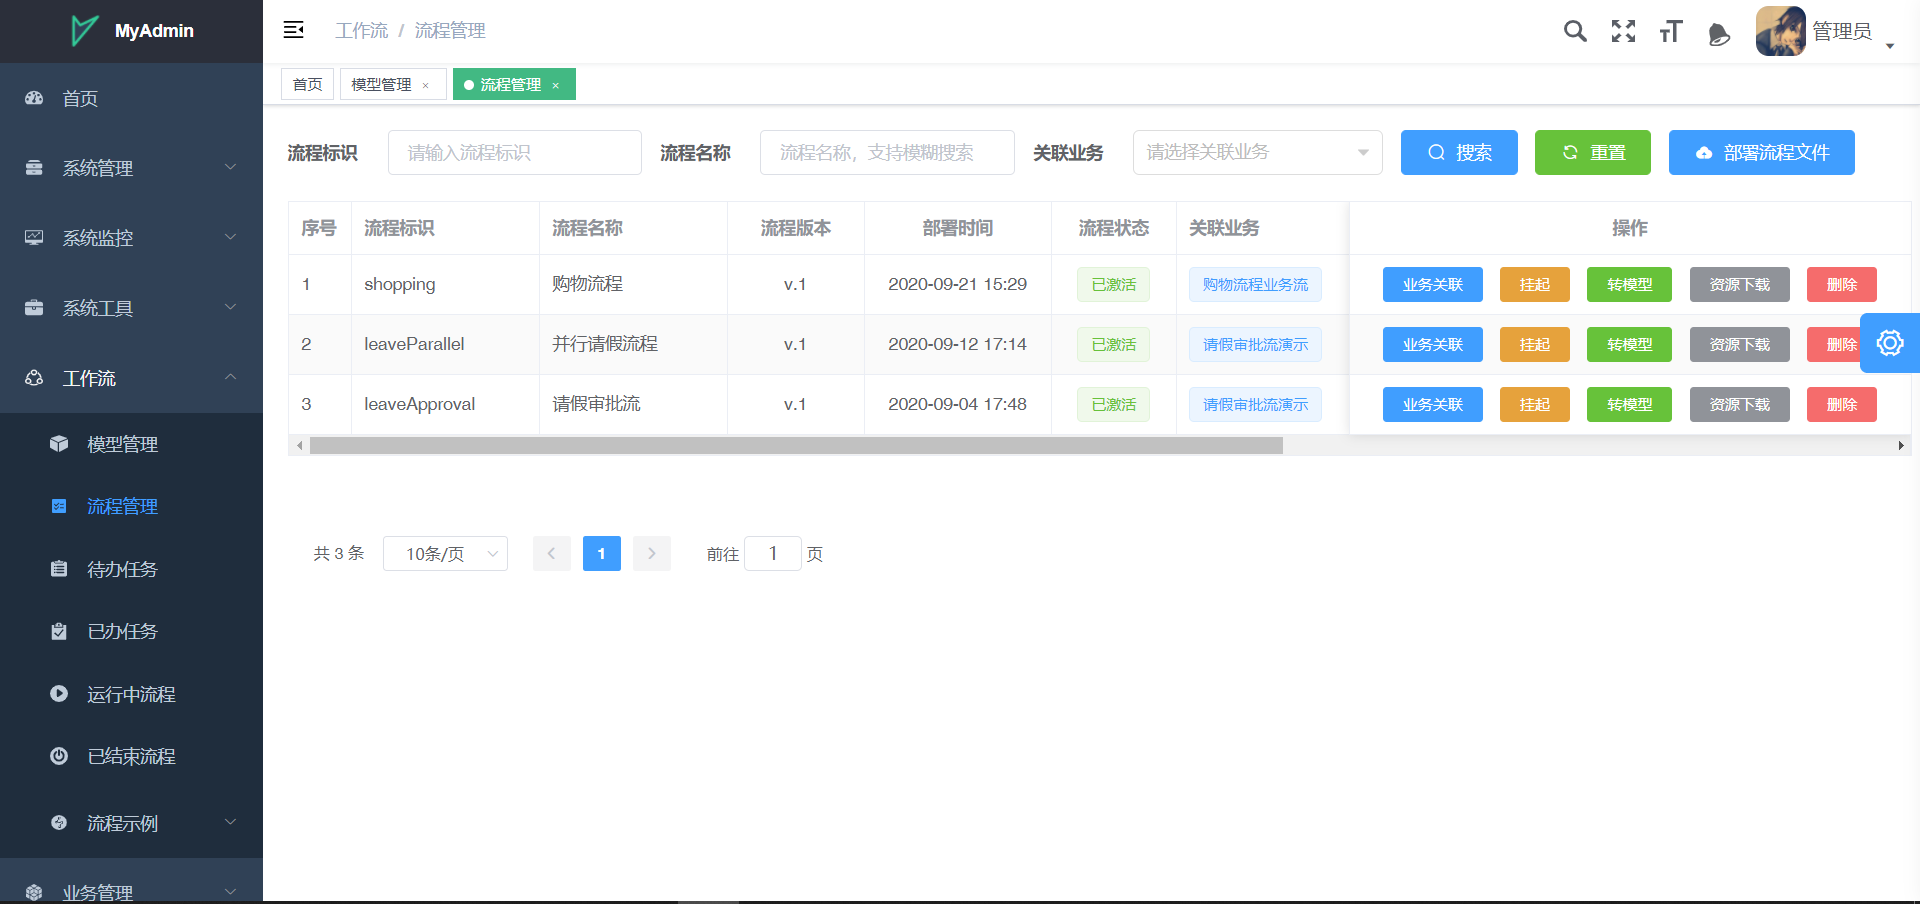 MyAdmin
首页
系统管理
系统监控
系统工具
工作流
模型管理
流程管理
待办任务
已办任务
运行中流程
已结束流程
流程示例
业务管理
工作流 / 流程管理
管理员
首页 模型管理 × 流程管理 ×
流程标识 请输入流程标识 流程名称 流程名称，支持模糊搜索 关联业务 请选择关联业务 搜索 重置 部署流程文件
序号 流程标识 流程名称 流程版本 部署时间 流程状态 关联业务 操作
1 shopping 购物流程 v.1 2020-09-21 15:29 已激活 购物流程业务流 业务关联 挂起 转模型 资源下载 删除
2 leaveParallel 并行请假流程 v.1 2020-09-12 17:14 已激活 请假审批流演示 业务关联 挂起 转模型 资源下载 删除
3 leaveApproval 请假审批流 v.1 2020-09-04 17:48 已激活 请假审批流演示 业务关联 挂起 转模型 资源下载 删除
共 3 条 10条/页 1 前往 1 页